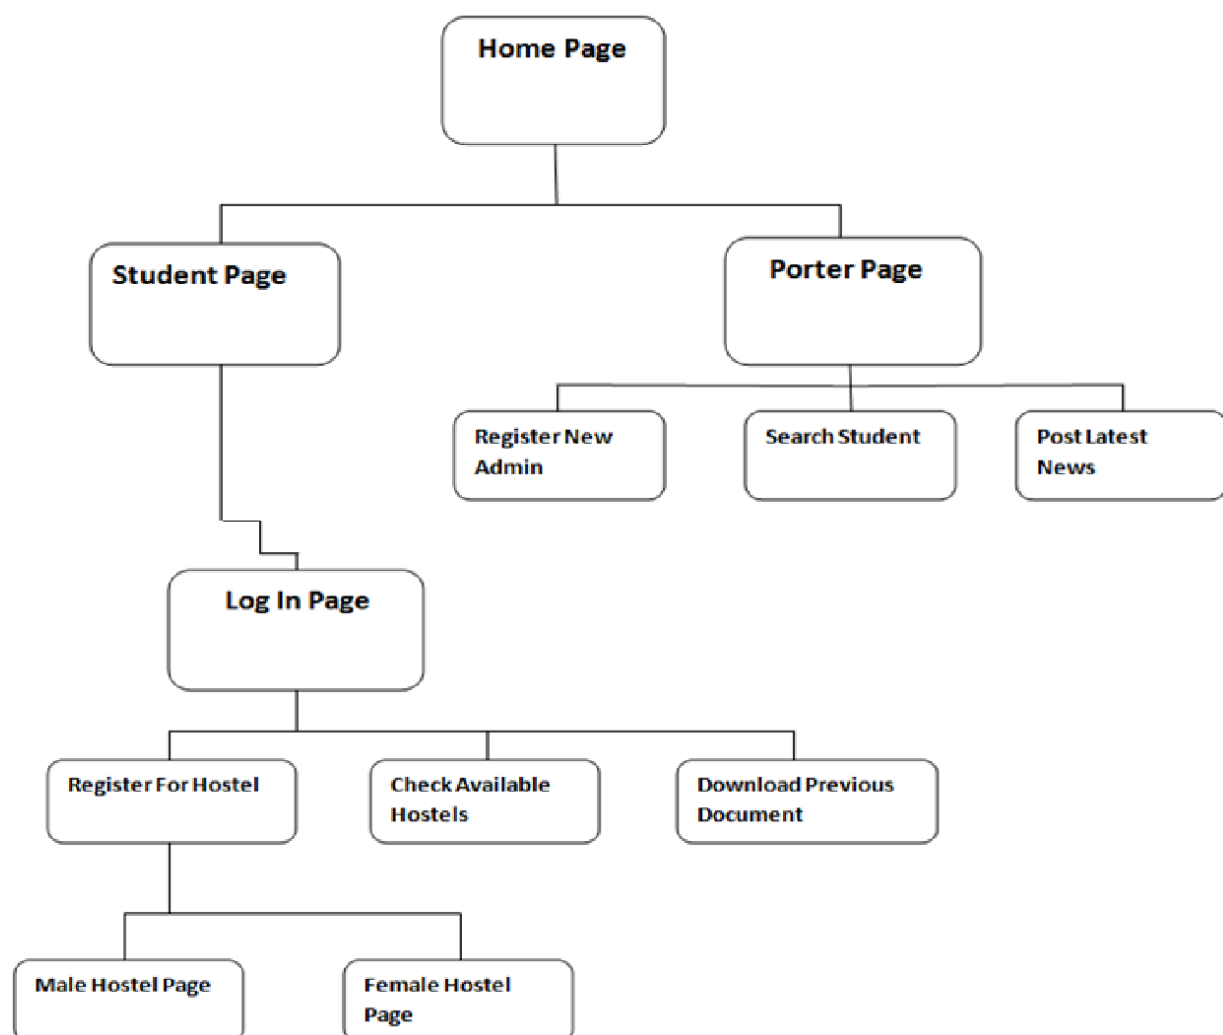 Home Page
Student Page
Porter Page
Register New
Admin
Search Student
Post Latest
News
Log In Page
Register For Hostel
Check Available
Hostels
Download Previous
Document
Male Hostel Page
Female Hostel
Page